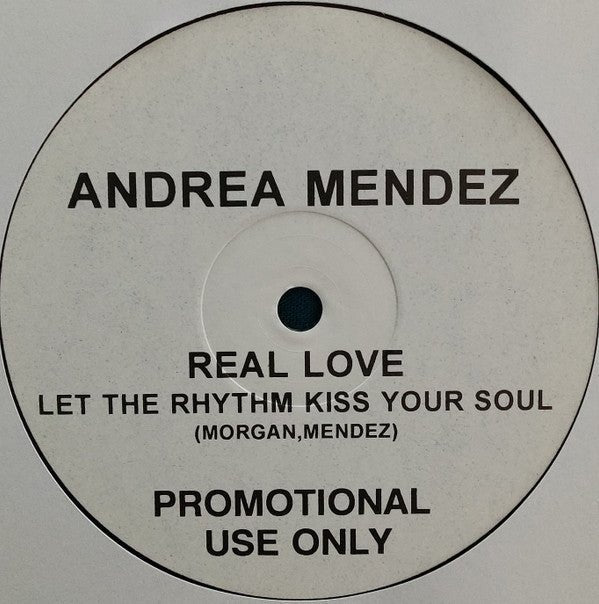 ANDREA MENDEZ
REAL LOVE
LET THE RHYTHM KISS YOUR SOUL
(MORGAN,MENDEZ)
PROMOTIONAL
USE ONLY